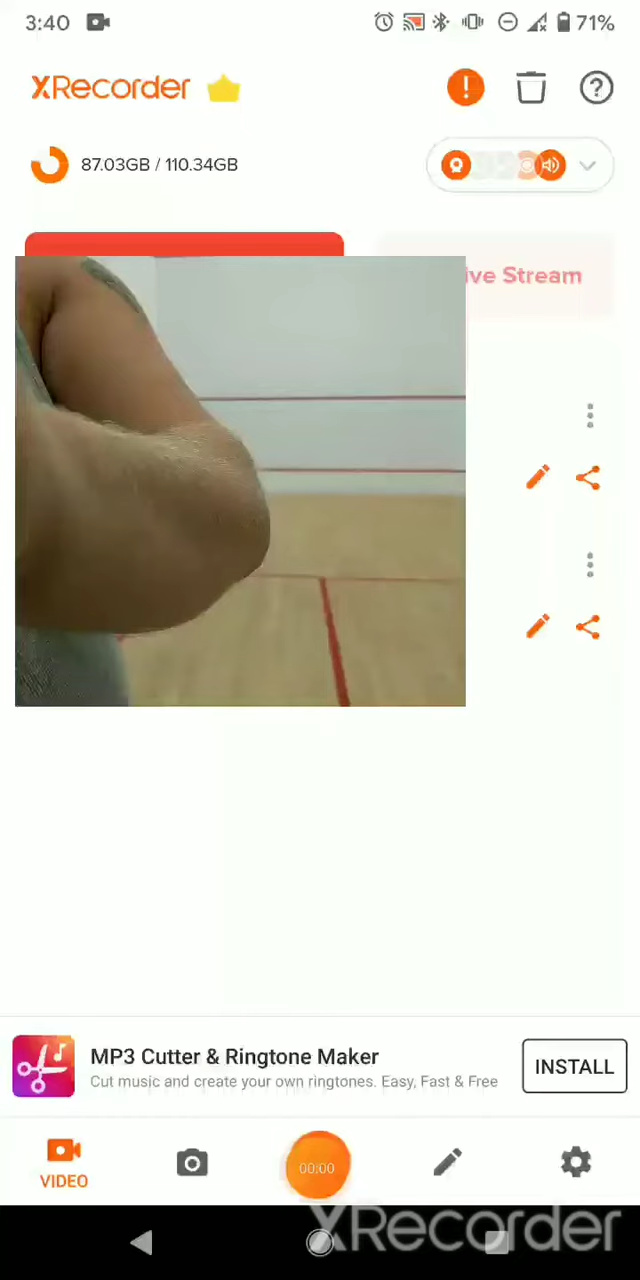 3:40
71%
XRecorder
87.03GB / 110.34GB
ive Stream
MP3 Cutter & Ringtone Maker
Cut music and create your own ringtones. Easy, Fast & Free
INSTALL
00:00
VIDEO
XRecorder